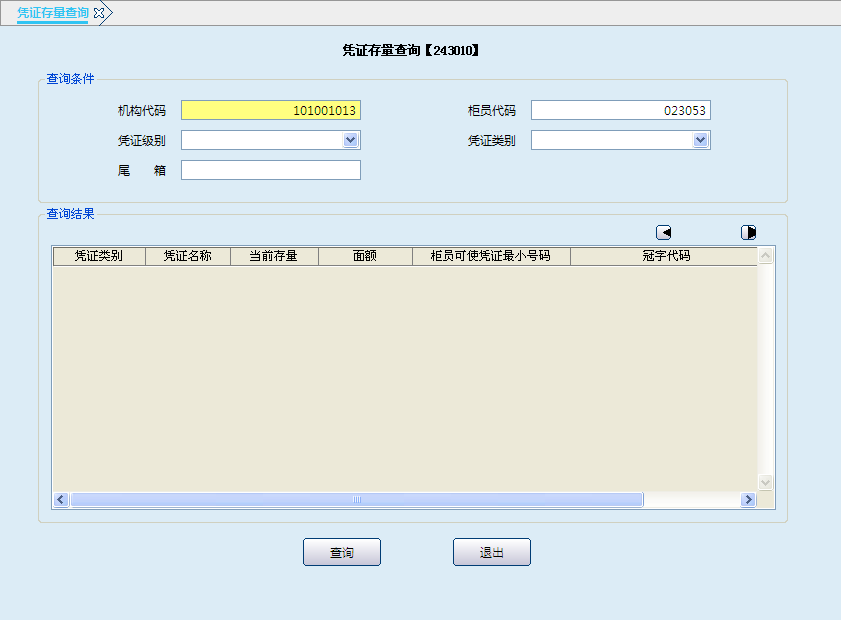 凭证存量查询
凭证存量查询【243010】
查询条件
机构代码 101001013 柜员代码 023053
凭证级别 凭证类别
尾 箱
查询结果
凭证类别 凭证名称 当前存量 面额 柜员可使凭证最小号码 冠字代码
查询 退出